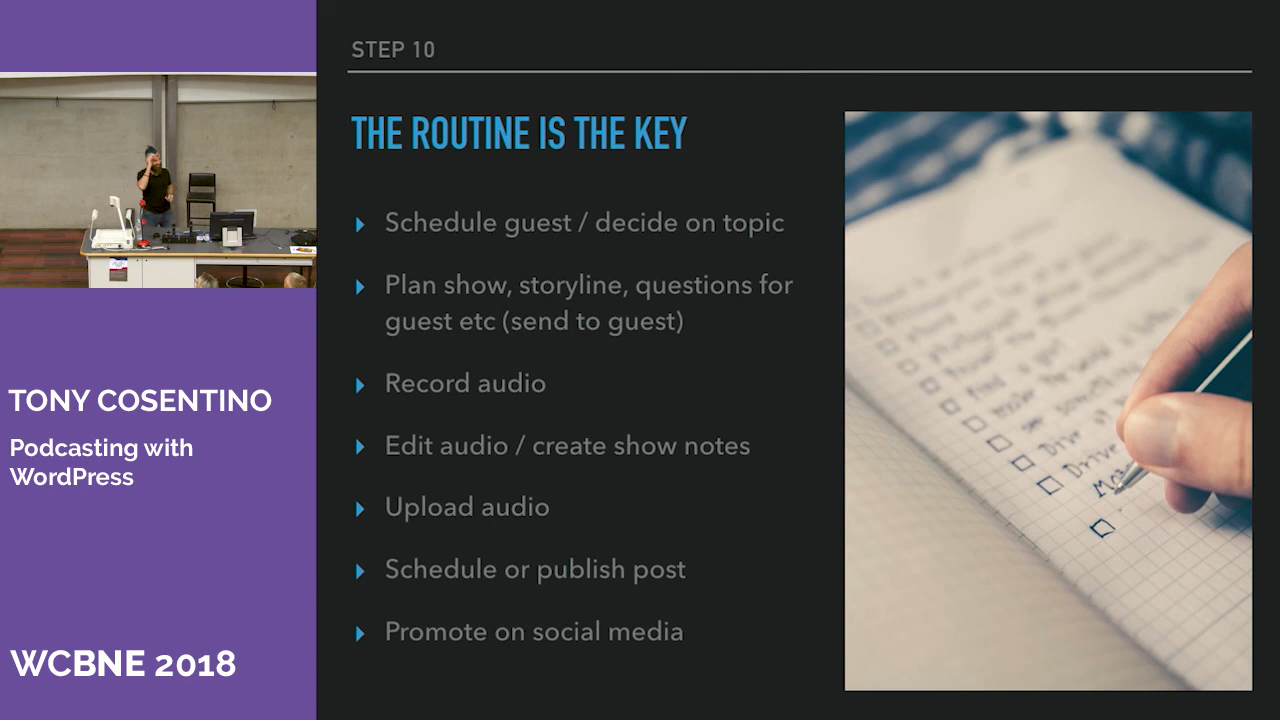 STEP 10
THE ROUTINE IS THE KEY
Schedule guest / decide on topic
Plan show, storyline, questions for
guest etc (send to guest)
Record audio
Edit audio / create show notes
Upload audio
Schedule or publish post
Promote on social media
TONY COSENTINO
Podcasting with
WordPress
WCBNE 2018